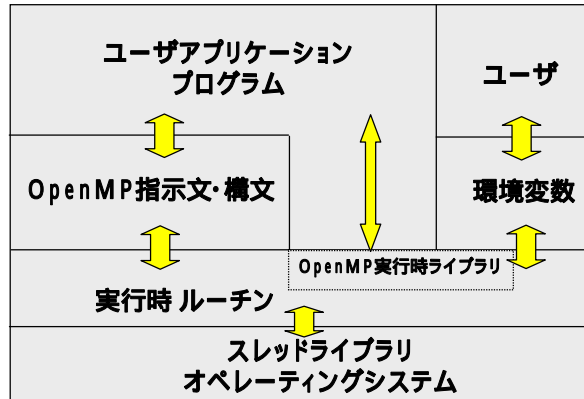 ユーザアプリケーション
プログラム
ユーザ
OpenMP指示文・構文
環境変数
OpenMP実行時ライブラリ
実行時 ルーチン
スレッドライブラリ
オペレーティングシステム